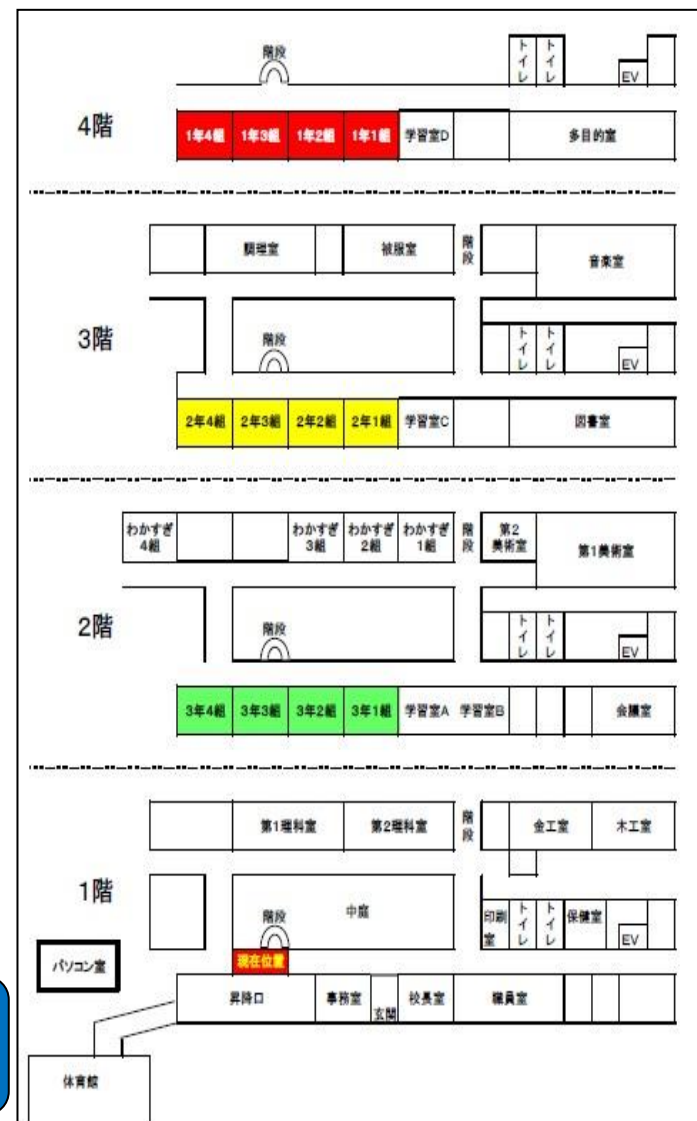 階段
トイレ
トイレ
EV
4階
1年4組
1年3組
1年2組
1年1組
学習室D
多目的室
調理室
被服室
階段
音楽室
3階
階段
トイレ
トイレ
EV
2年4組
2年3組
2年2組
2年1組
学習室C
図書室
わかすぎ
4組
わかすぎ
3組
わかすぎ
2組
わかすぎ
1組
階段
第2
美術室
第1美術室
2階
階段
トイレ
トイレ
EV
3年4組
3年3組
3年2組
3年1組
学習室A
学習室B
会議室
第1理科室
第2理科室
階段
金工室
木工室
1階
階段
中庭
印刷
室
トイレ
トイレ
保健室
EV
パソコン室
現在位置
昇降口
事務室
玄関
校長室
職員室
体育館